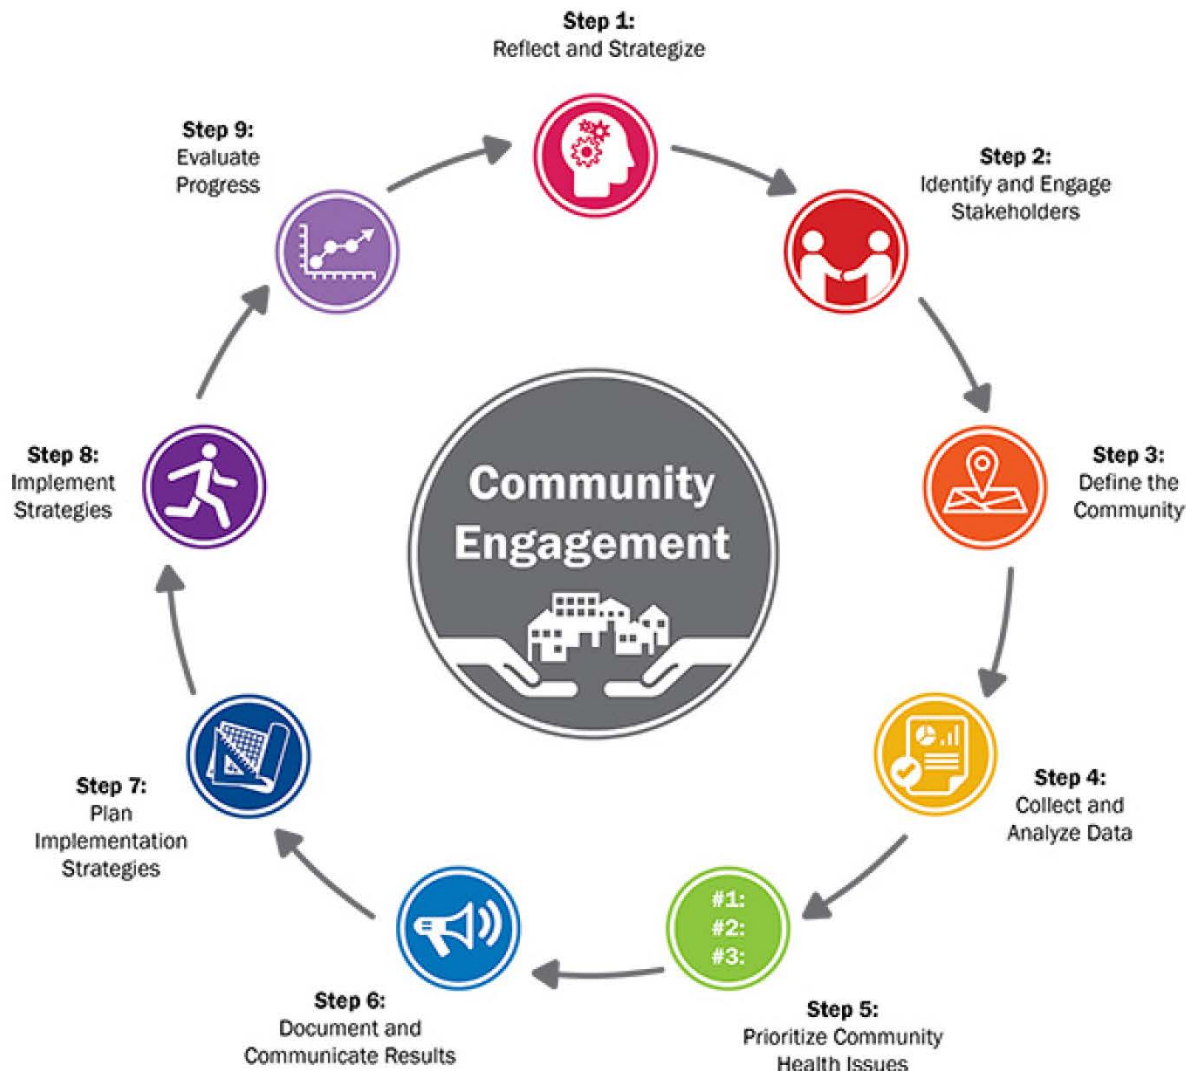 Step 1:
Reflect and Strategize
Step 2:
Identify and Engage
Stakeholders
Step 3:
Define the
Community
Step 4:
Collect and
Analyze Data
#1:
#2:
#3:
Step 5:
Prioritize Community
Health Issues
Step 6:
Document and
Communicate Results
Step 7:
Plan
Implementation
Strategies
Step 8:
Implement
Strategies
Step 9:
Evaluate
Progress
Community
Engagement